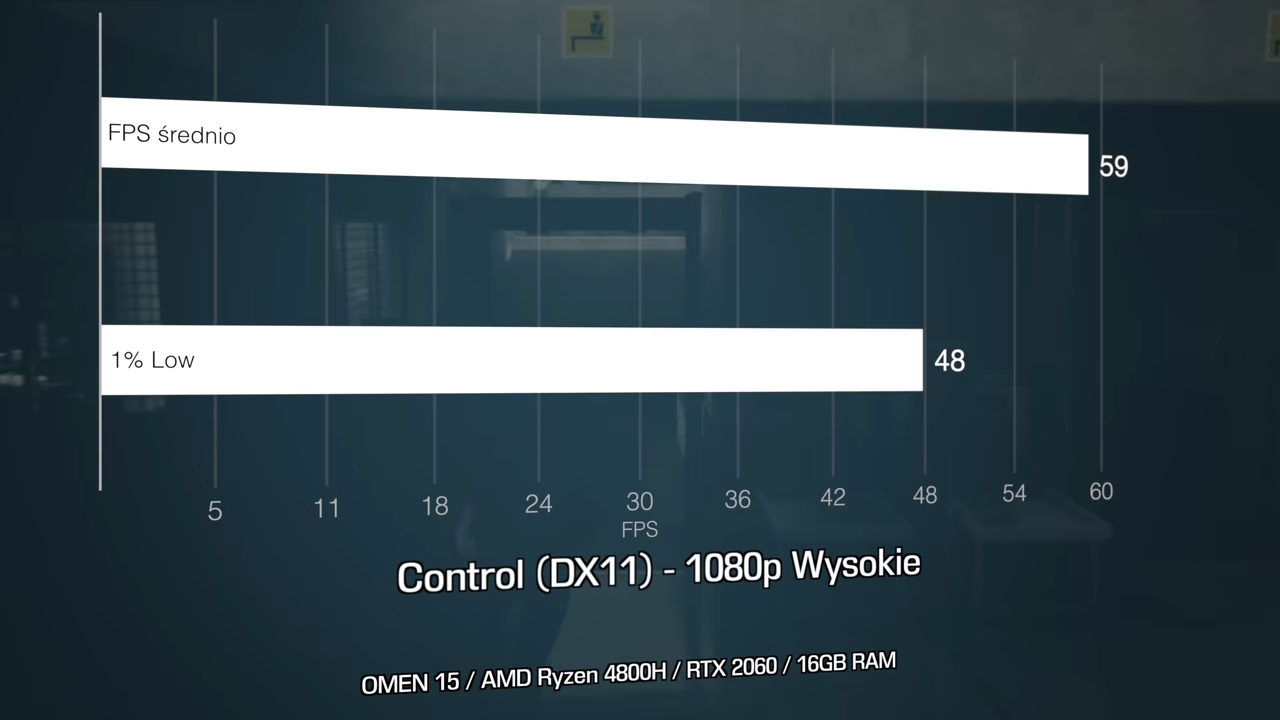 FPS średnio
59
1% Low
48
5 11 18 24 30 36 42 48 54 60
FPS
Control (DX11) - 1080p Wysokie
OMEN 15 / AMD Ryzen 4800H / RTX 2060 / 16GB RAM